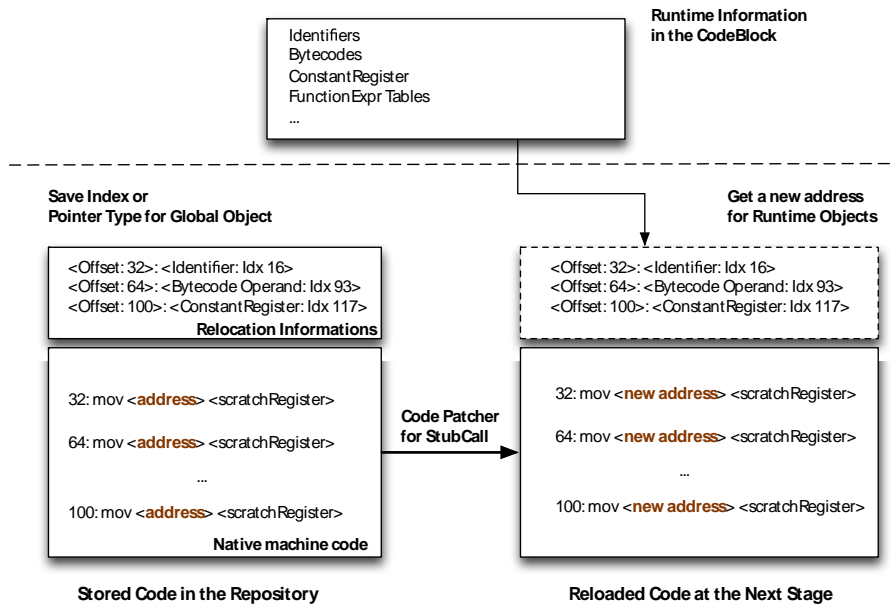 Runtime Information
in the CodeBlock
Identifiers
Bytecodes
ConstantRegister
FunctionExpr Tables
...
Save Index or
Pointer Type for Global Object
Get a new address
for Runtime Objects
<Offset: 32>: <Identifier: Idx 16>
<Offset: 64>: <Bytecode Operand: Idx 93>
<Offset: 100>: <ConstantRegister: Idx 117>
Relocation Informations
<Offset: 32>: <Identifier: Idx 16>
<Offset: 64>: <Bytecode Operand: Idx 93>
<Offset: 100>: <ConstantRegister: Idx 117>
32: mov <address> <scratchRegister>
64: mov <address> <scratchRegister>
...
100: mov <address> <scratchRegister>
Native machine code
Code Patcher
for StubCall
32: mov <new address> <scratchRegister>
64: mov <new address> <scratchRegister>
...
100: mov <new address> <scratchRegister>
Stored Code in the Repository
Reloaded Code at the Next Stage